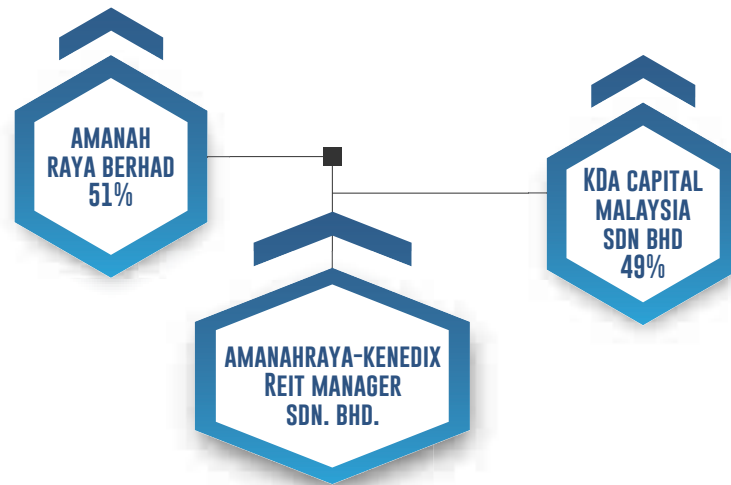 AMANAH
RAYA BERHAD
51%
KDA CAPITAL
MALAYSIA
SDN BHD
49%
AMANAHRAYA-KENEDIX
REIT MANAGER
SDN. BHD.